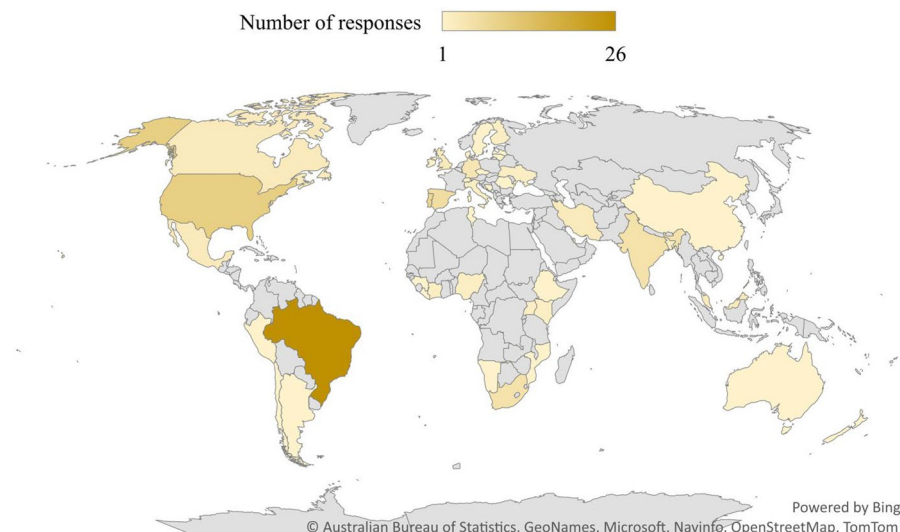 Number of responses
1 26
Powered by Bing
© Australian Bureau of Statistics, GeoNames, Microsoft, Navinfo, OpenStreetMap, TomTom